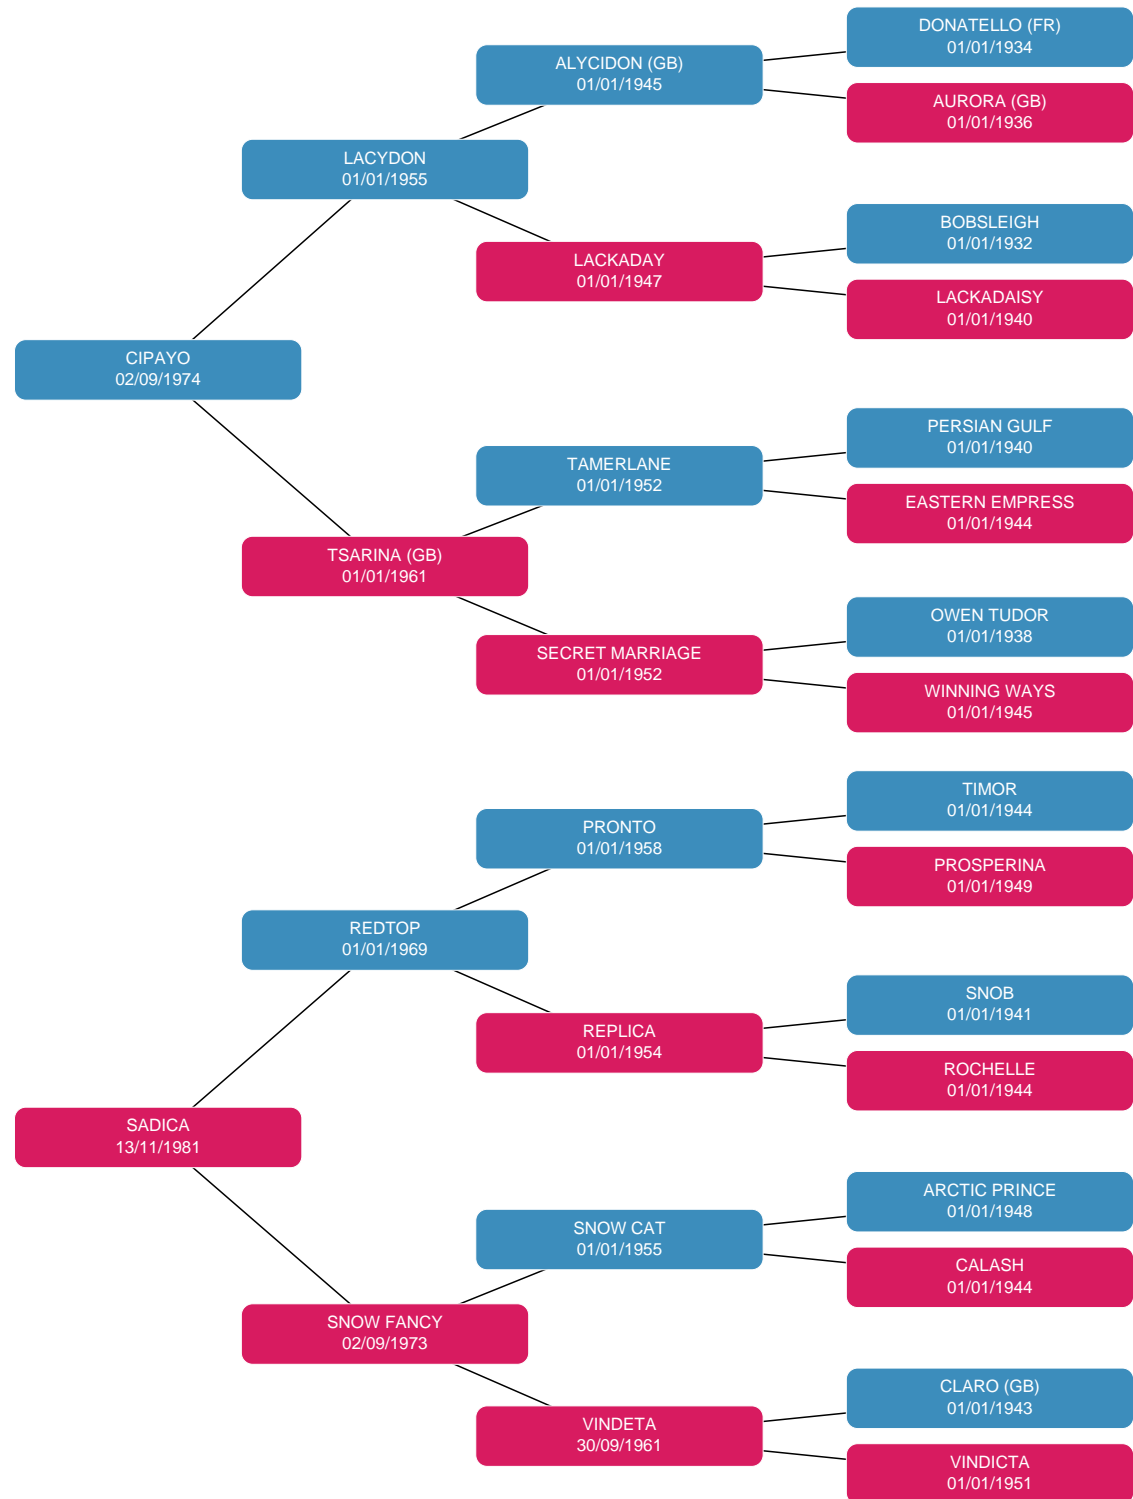 DONATELLO (FR)
01/01/1934
ALYCIDON (GB)
01/01/1945
AURORA (GB)
01/01/1936
LACYDON
01/01/1955
BOBSLEIGH
01/01/1932
LACKADAY
01/01/1947
LACKADAISY
01/01/1940
CIPAYO
02/09/1974
PERSIAN GULF
01/01/1940
TAMERLANE
01/01/1952
EASTERN EMPRESS
01/01/1944
TSARINA (GB)
01/01/1961
OWEN TUDOR
01/01/1938
SECRET MARRIAGE
01/01/1952
WINNING WAYS
01/01/1945
TIMOR
01/01/1944
PRONTO
01/01/1958
PROSPERINA
01/01/1949
REDTOP
01/01/1969
SNOB
01/01/1941
REPLICA
01/01/1954
ROCHELLE
01/01/1944
SADICA
13/11/1981
ARCTIC PRINCE
01/01/1948
SNOW CAT
01/01/1955
CALASH
01/01/1944
SNOW FANCY
02/09/1973
CLARO (GB)
01/01/1943
VINDETA
30/09/1961
VINDICTA
01/01/1951